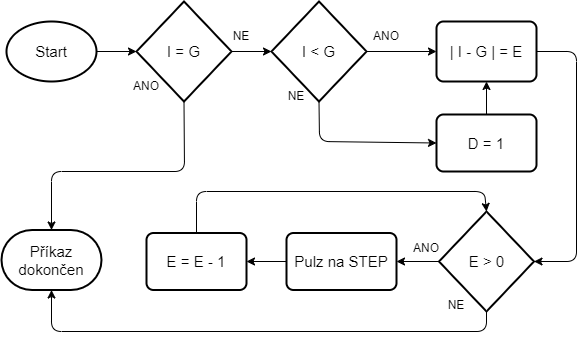 Start
I = G
NE
I < G
ANO
| I - G | = E
ANO
NE
D = 1
Příkaz
dokončen
E = E - 1
Pulz na STEP
ANO
E > 0
NE